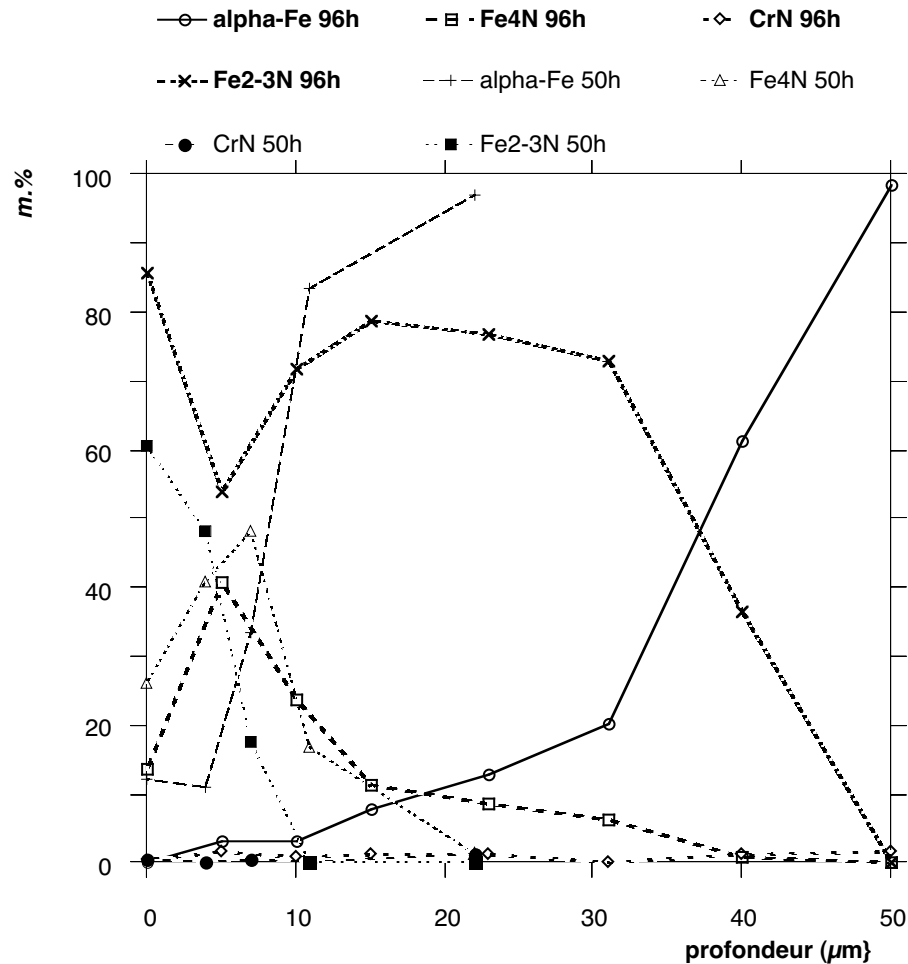 alpha-Fe 96h Fe4N 96h CrN 96h
Fe2-3N 96h alpha-Fe 50h Fe4N 50h
CrN 50h Fe2-3N 50h
m.%
100
80
60
40
20
0
0 10 20 30 40 50
profondeur (µm}